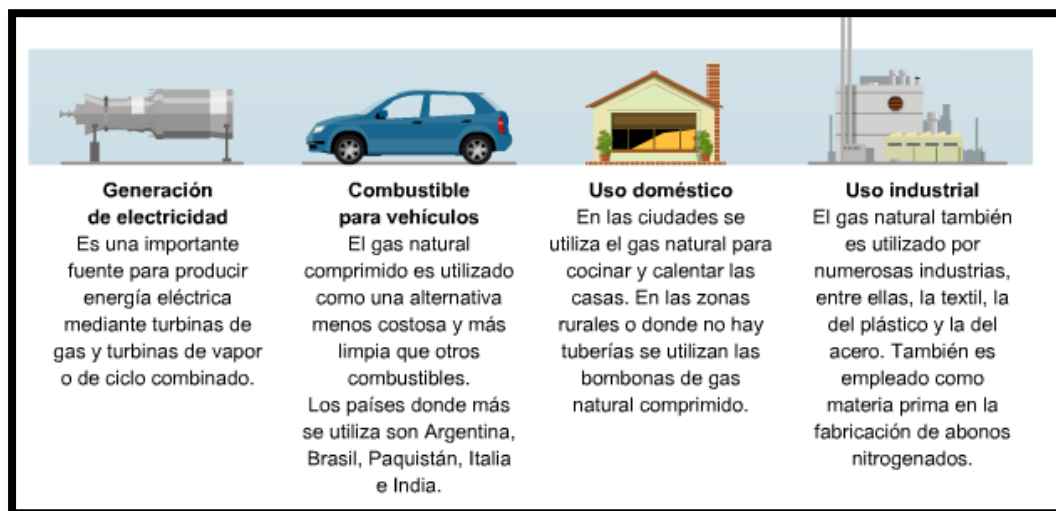 Generación
de electricidad
Es una importante
fuente para producir
energía eléctrica
mediante turbinas de
gas y turbinas de vapor
o de ciclo combinado.
Combustible
para vehículos
El gas natural
comprimido es utilizado
como una alternativa
menos costosa y más
limpia que otros
combustibles.
Los países donde más
se utiliza son Argentina,
Brasil, Paquistán, Italia
e India.
Uso doméstico
En las ciudades se
utiliza el gas natural para
cocinar y calentar las
casas. En las zonas
rurales o donde no hay
tuberías se utilizan las
bombonas de gas
natural comprimido.
Uso industrial
El gas natural también
es utilizado por
numerosas industrias,
entre ellas, la textil, la
del plástico y la del
acero. También es
empleado como
materia prima en la
fabricación de abonos
nitrogenados.